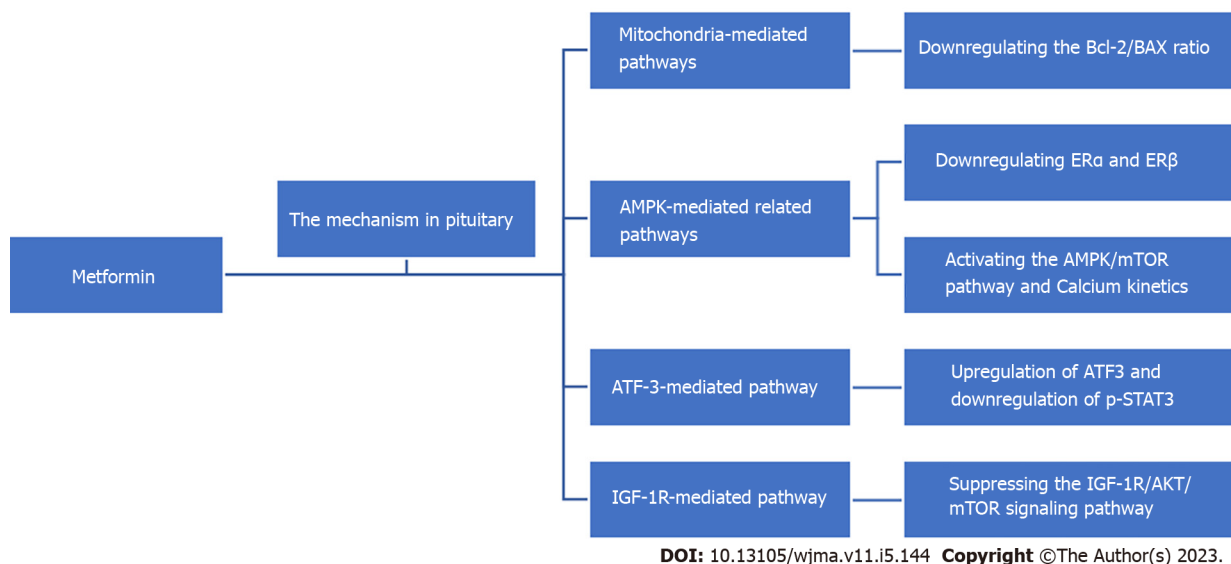 Metformin
The mechanism in pituitary
Mitochondria-mediated
pathways
Downregulating the Bcl-2/BAX ratio
AMPK-mediated related
pathways
Downregulating ERα and ERβ
Activating the AMPK/mTOR
pathway and Calcium kinetics
ATF-3-mediated pathway
Upregulation of ATF3 and
downregulation of p-STAT3
IGF-1R-mediated pathway
Suppressing the IGF-1R/AKT/
mTOR signaling pathway
DOI: 10.13105/wjma.v11.i5.144 Copyright ©The Author(s) 2023.